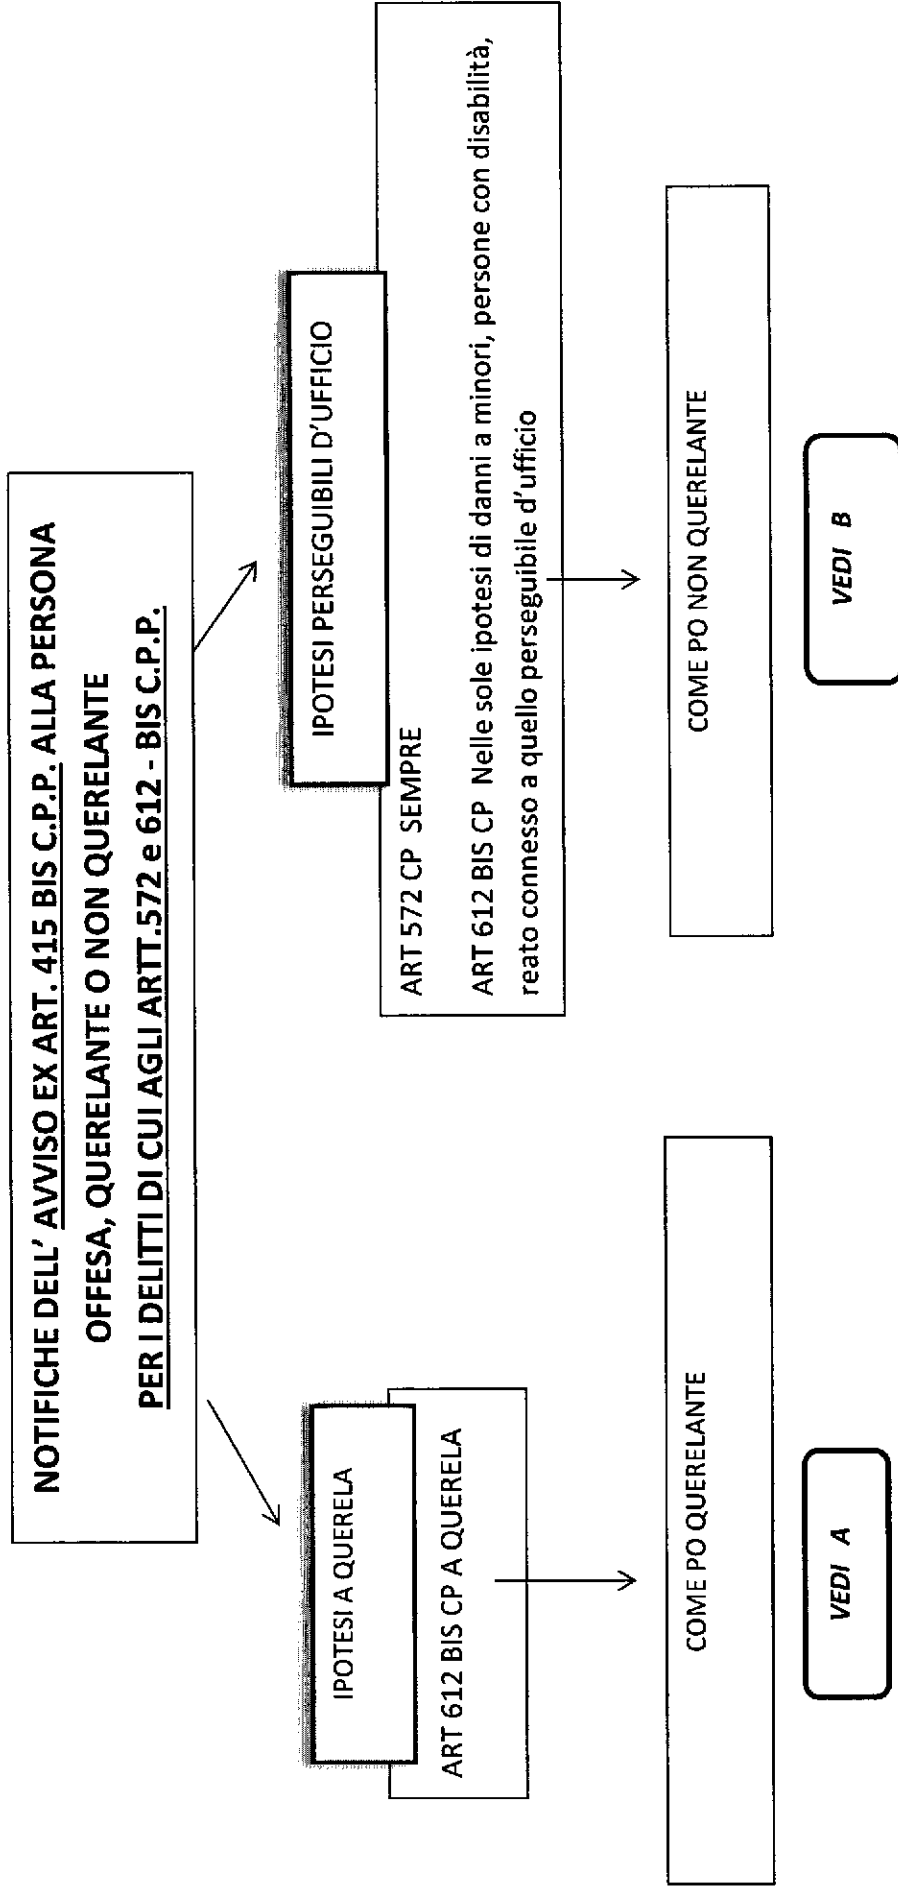 NOTIFICHE DELL' AVVISO EX ART. 415 BIS C.P.P. ALLA PERSONA
OFFESA, QUERELANTE O NON QUERELANTE
PER I DELITTI DI CUI AGLI ARTT.572 e 612 - BIS C.P.P.
IPOTESI A QUERELA
ART 612 BIS CP A QUERELA
COME PO QUERELANTE
VEDI A
IPOTESI PERSEGUIBILI D'UFFICIO
ART 572 CP SEMPRE
ART 612 BIS CP Nelle sole ipotesi di danni a minori, persone con disabilità,
reato connesso a quello perseguibile d'ufficio
COME PO NON QUERELANTE
VEDI B